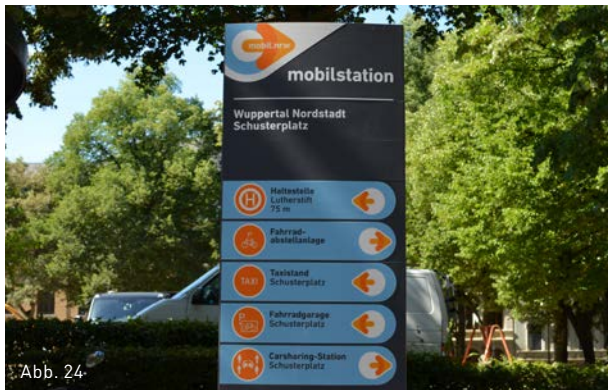 mobil.nrw
mobilstation
Wuppertal Nordstadt
Schusterplatz
H
Haltestelle
Lutherstift
75 m
Fahrrad-
abstellanlage
TAXI
Taxistand
Schusterplatz
P
Fahrradgarage
Schusterplatz
Carsharing-Station
Schusterplatz
Abb. 24